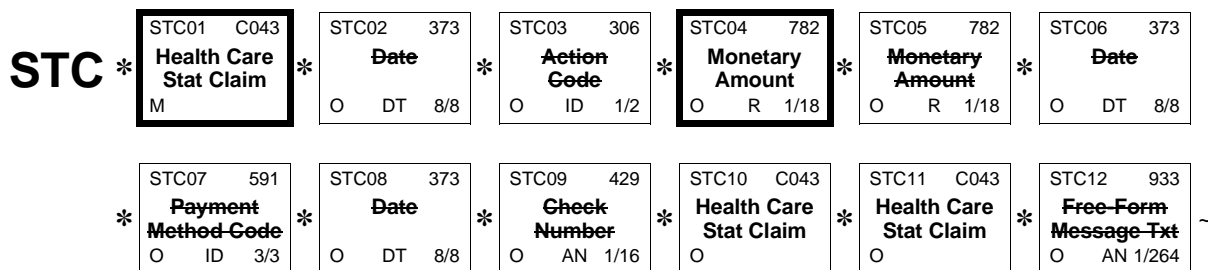 STC01 C043 STC02 373 STC03 306 STC04 782 STC05 782 STC06 373
STC * Health Care * Date * Action * Monetary * Monetary * Date
Stat Claim Code Amount Amount
M O DT 8/8 O ID 1/2 O R 1/18 O R 1/18 O DT 8/8
STC07 591 STC08 373 STC09 429 STC10 C043 STC11 C043 STC12 933
* Payment * Date * Check * Health Care * Health Care * Free-Form ~
Method Code Number Stat Claim Stat Claim Message Txt
O ID 3/3 O DT 8/8 O AN 1/16 O O O AN 1/264